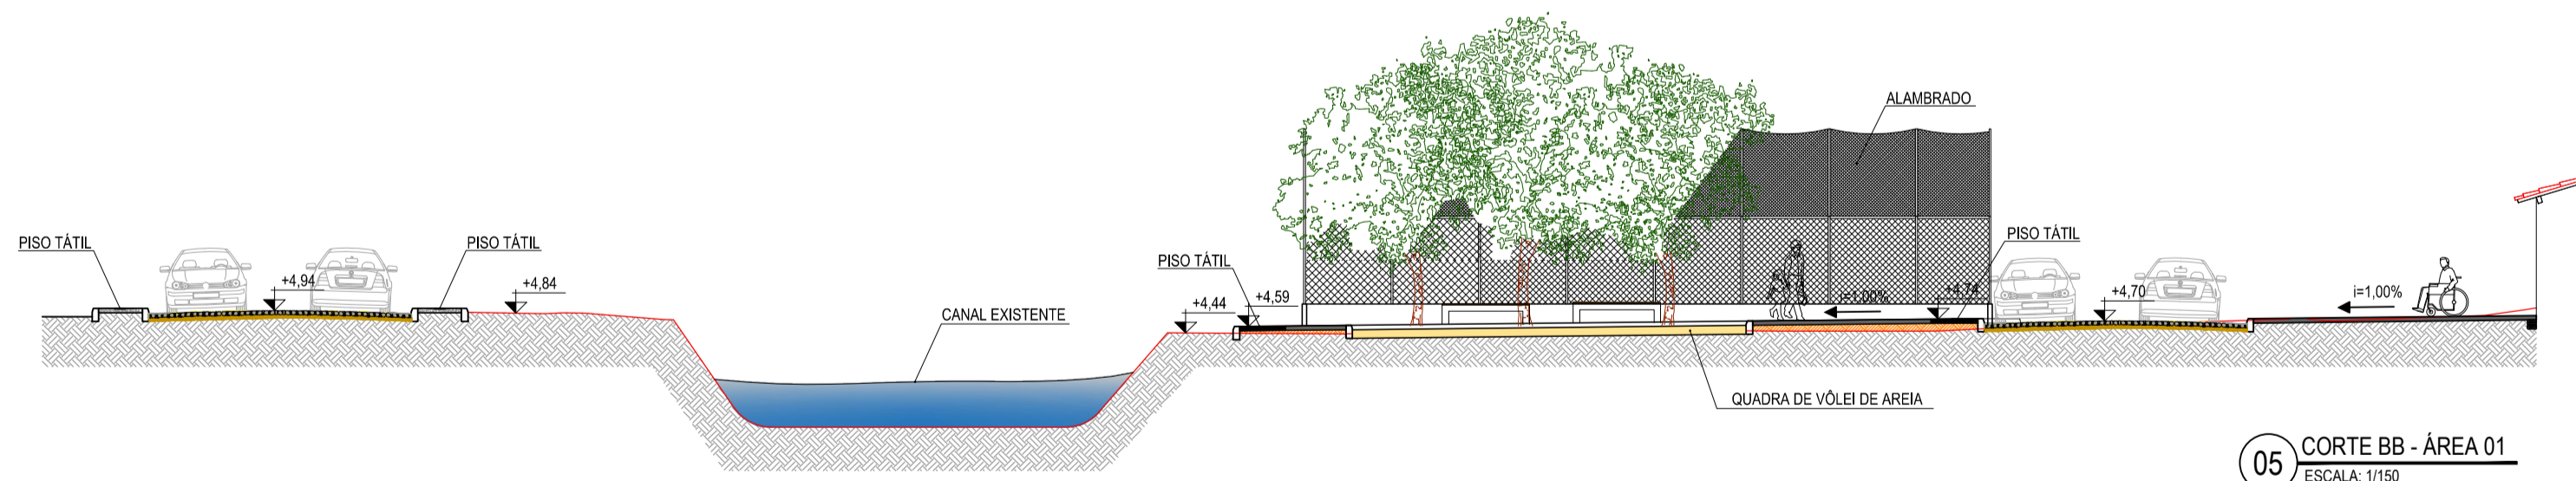 ALAMBRADO
PISO TÁTIL
PISO TÁTIL
PISO TÁTIL
PISO TÁTIL
+4,94
+4,84
+4,44
+4,59
i=1,00%
+4,74
+4,70
i=1,00%
CANAL EXISTENTE
QUADRA DE VÔLEI DE AREIA
05
CORTE BB - ÁREA 01
ESCALA: 1/150